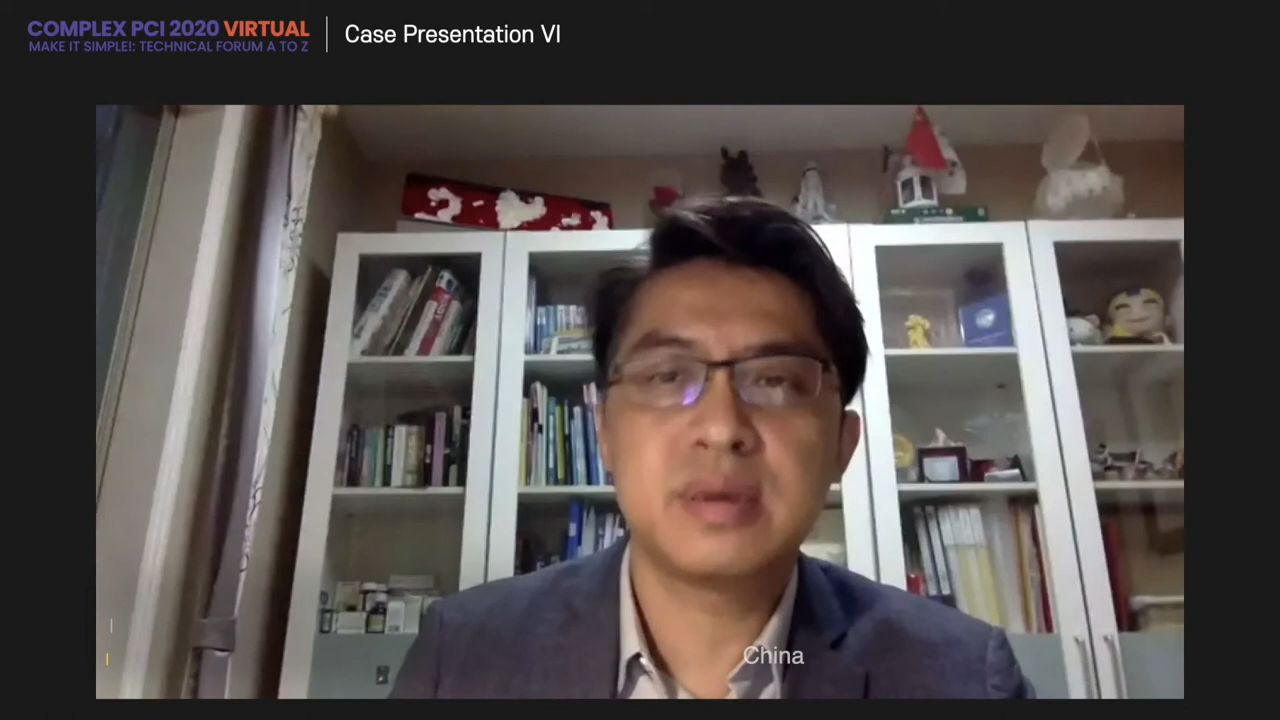 COMPLEX PCI 2020 VIRTUAL
MAKE IT SIMPLE!: TECHNICAL FORUM A TO Z
Case Presentation VI
China